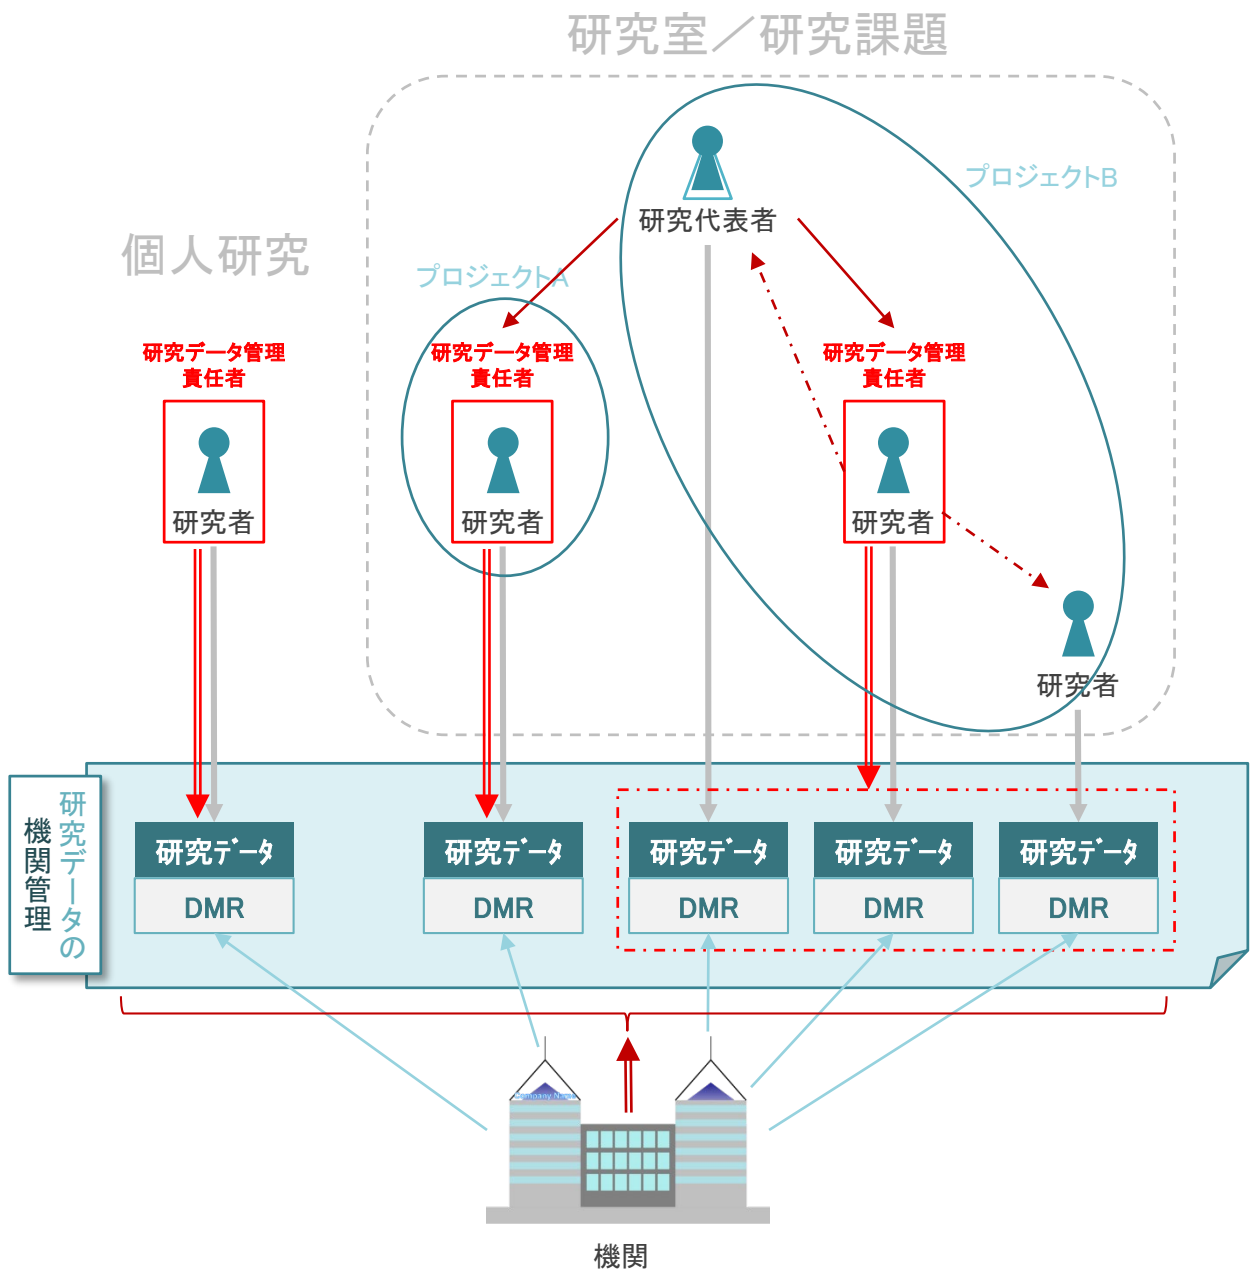 研究室／研究課題
プロジェクトB
研究代表者
個人研究
プロジェクトA
研究データ管理
責任者
研究者
研究データ管理
責任者
研究者
研究データ管理
責任者
研究者
研究者
研究データの
機関管理
研究データ
DMR
研究データ
DMR
研究データ
DMR
研究データ
DMR
研究データ
DMR
Company Name
機関